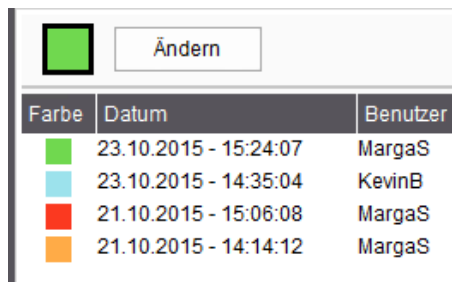 Ändern
Farbe Datum Benutzer
23.10.2015 - 15:24:07 MargaS
23.10.2015 - 14:35:04 KevinB
21.10.2015 - 15:06:08 MargaS
21.10.2015 - 14:14:12 MargaS